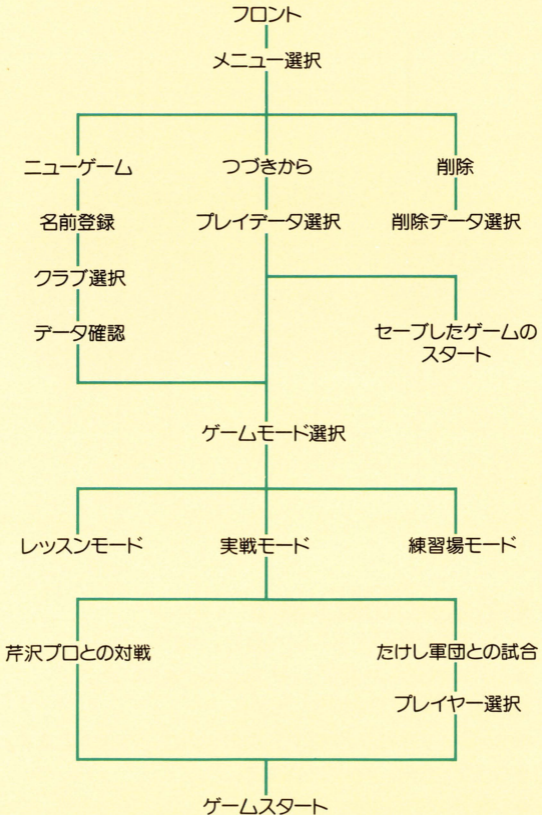 フロント
メニュー選択
ニューゲーム
つづきから
削除
名前登録
プレイデータ選択
削除データ選択
クラブ選択
データ確認
セーブしたゲームの
スタート
ゲームモード選択
レッスンモード
実戦モード
練習場モード
芹沢プロとの対戦
たけし軍団との試合
プレイヤー選択
ゲームスタート